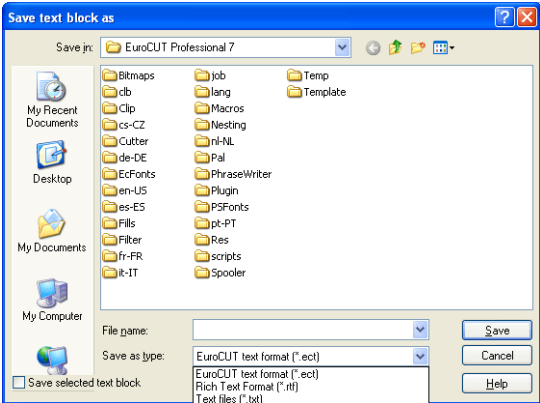 Save text block as
Save in: EuroCUT Professional 7
My Recent Documents
Desktop
My Documents
My Computer
Bitmaps
clb
Clip
cs-CZ
Cutter
de-DE
EcFonts
en-US
es-ES
Fills
Filter
fr-FR
it-IT
job
lang
Macros
Nesting
nl-NL
Pal
PhraseWriter
Plugin
PSFonts
pt-PT
Res
scripts
Spooler
Temp
Template
File name:
Save
Save as type: EuroCUT text format (*.ect)
Cancel
EuroCUT text format (*.ect)
Rich Text Format (*.rtf)
Text files (*.txt)
Save selected text block
Help